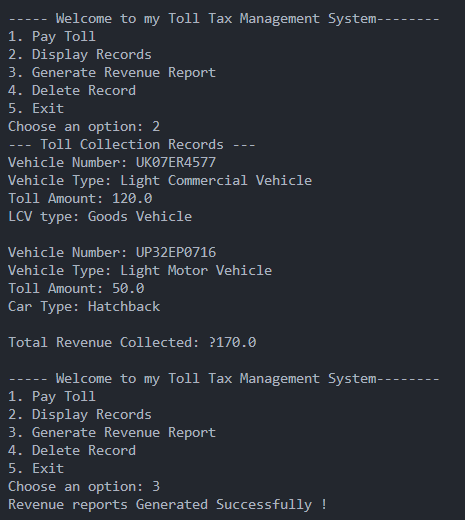 ----- Welcome to my Toll Tax Management System--------
1. Pay Toll
2. Display Records
3. Generate Revenue Report
4. Delete Record
5. Exit
Choose an option: 2
--- Toll Collection Records ---
Vehicle Number: UK07ER4577
Vehicle Type: Light Commercial Vehicle
Toll Amount: 120.0
LCV type: Goods Vehicle
Vehicle Number: UP32EP0716
Vehicle Type: Light Motor Vehicle
Toll Amount: 50.0
Car Type: Hatchback
Total Revenue Collected: ?170.0
----- Welcome to my Toll Tax Management System--------
1. Pay Toll
2. Display Records
3. Generate Revenue Report
4. Delete Record
5. Exit
Choose an option: 3
Revenue reports Generated Successfully !